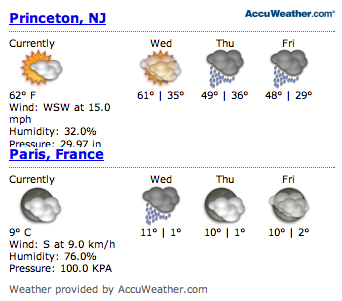 Princeton, NJ
AccuWeather.com®
Currently Wed Thu Fri
62° F 61° | 35° 49° | 36° 48° | 29°
Wind: WSW at 15.0
mph
Humidity: 32.0%
Pressure: 29.97 in
Paris, France
Currently Wed Thu Fri
9° C 11° | 1° 10° | 1° 10° | 2°
Wind: S at 9.0 km/h
Humidity: 76.0%
Pressure: 100.0 KPA
Weather provided by AccuWeather.com